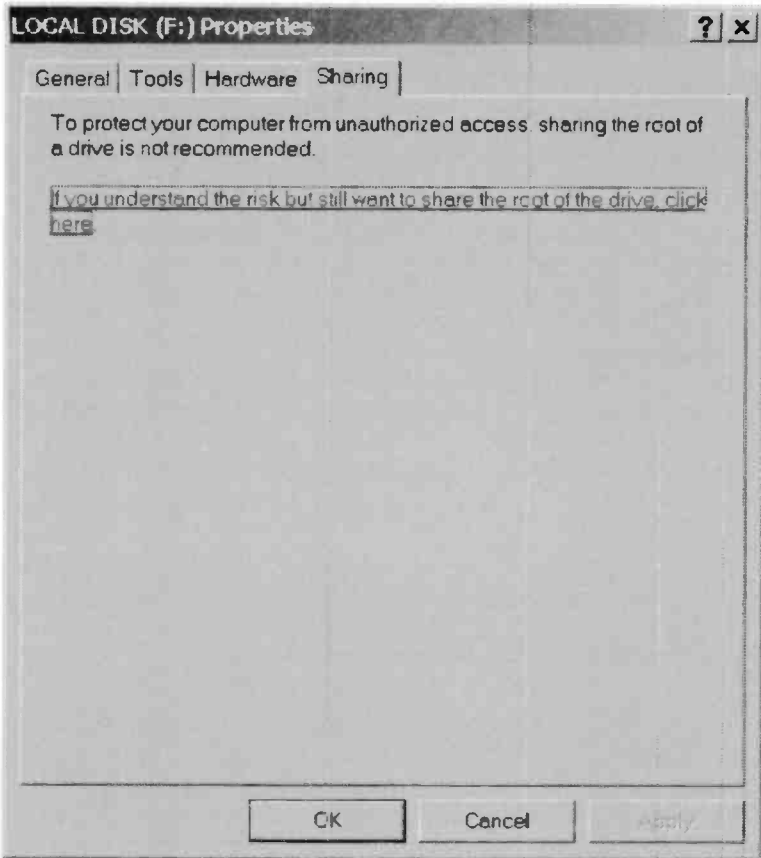 LOCAL DISK (F:) Properties ? ×
General Tools Hardware Sharing
To protect your computer from unauthorized access, sharing the root of
a drive is not recommended.
If you understand the risk but still want to share the root of the drive, click
here.
OK Cancel Apply